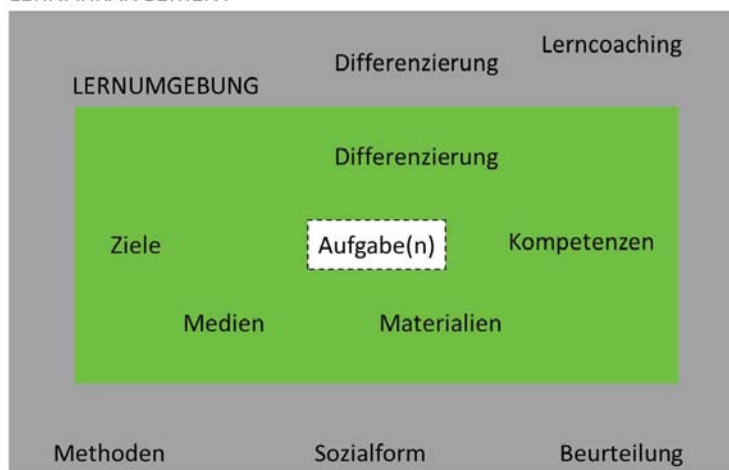 Lerncoaching
Differenzierung
LERNUMGEBUNG
Differenzierung
Ziele
Aufgabe(n)
Kompetenzen
Medien
Materialien
Methoden
Sozialform
Beurteilung